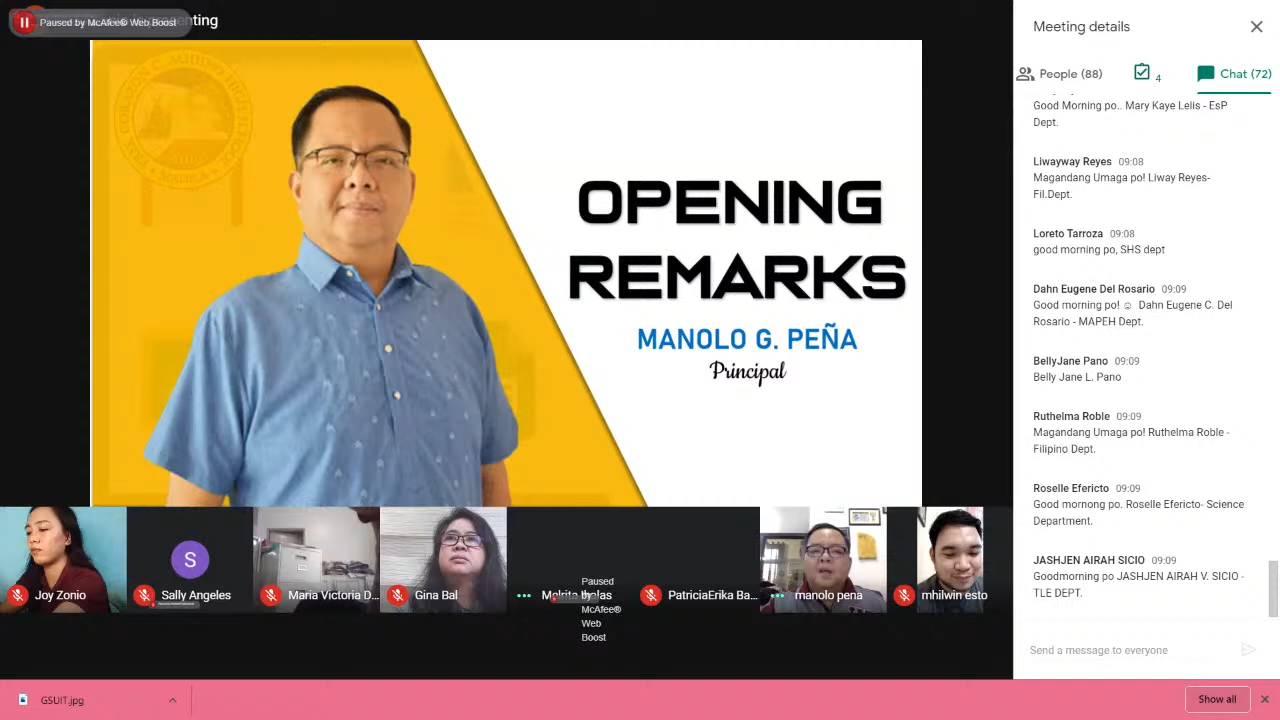 Paused by McAfee® Web Boost
enting
OPENING
REMARKS
MANOLO G. PEÑA
Principal
Joy Zonio
S
Sally Angeles
Maria Victoria D...
Gina Bal
Paused
by
McAfee®
Web
Boost
PatriciaErika Ba...
manolo pena
mhilwin esto
Meeting details
People (88)
4
Chat (72)
Good Morning po.. Mary Kaye Lelis - EsP
Dept.
Liwayway Reyes 09:08
Magandang Umaga po! Liway Reyes-
Fil.Dept.
Loreto Tarroza 09:08
good morning po, SHS dept
Dahn Eugene Del Rosario 09:09
Good morning po! ☺ Dahn Eugene C. Del
Rosario - MAPEH Dept.
BellyJane Pano 09:09
Belly Jane L. Pano
Ruthelma Roble 09:09
Magandang Umaga po! Ruthelma Roble -
Filipino Dept.
Roselle Efericto 09:09
Good mornong po. Roselle Efericto- Science
Department.
JASHJEN AIRAH SICIO 09:09
Goodmorning po JASHJEN AIRAH V. SICIO -
TLE DEPT.
Send a message to everyone
GSUIT.jpg
Show all